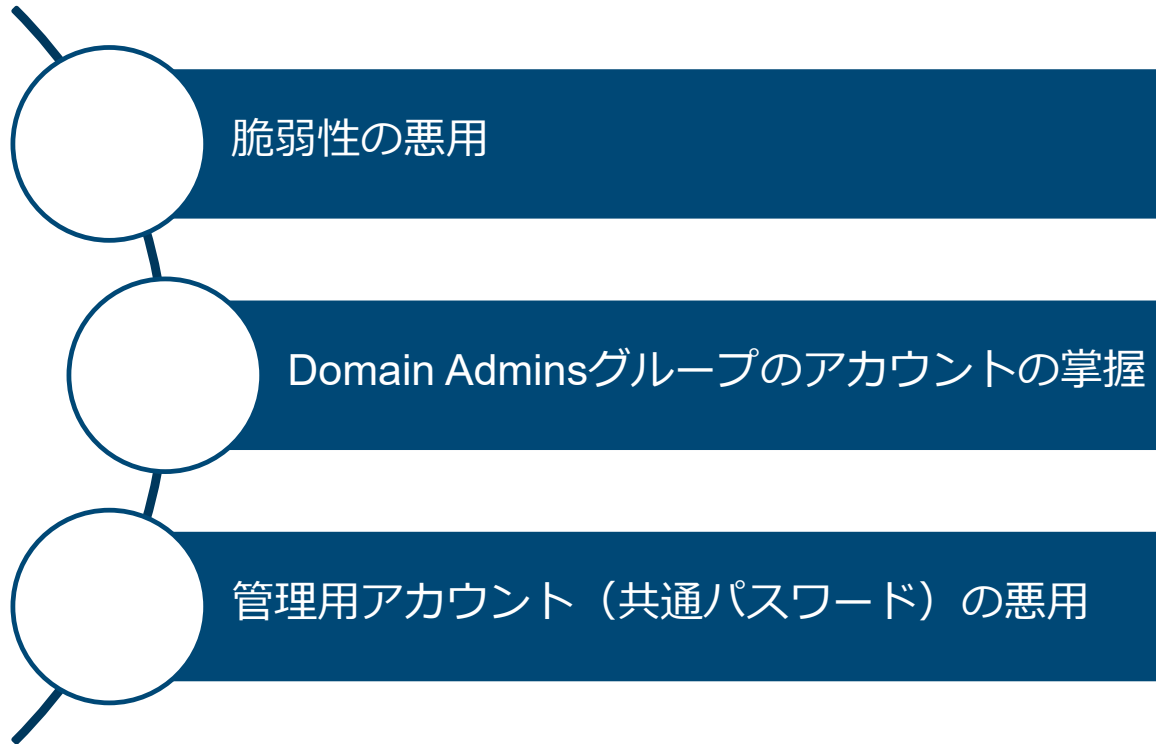 脆弱性の悪用
Domain Adminsグループのアカウントの掌握
管理用アカウント（共通パスワード）の悪用